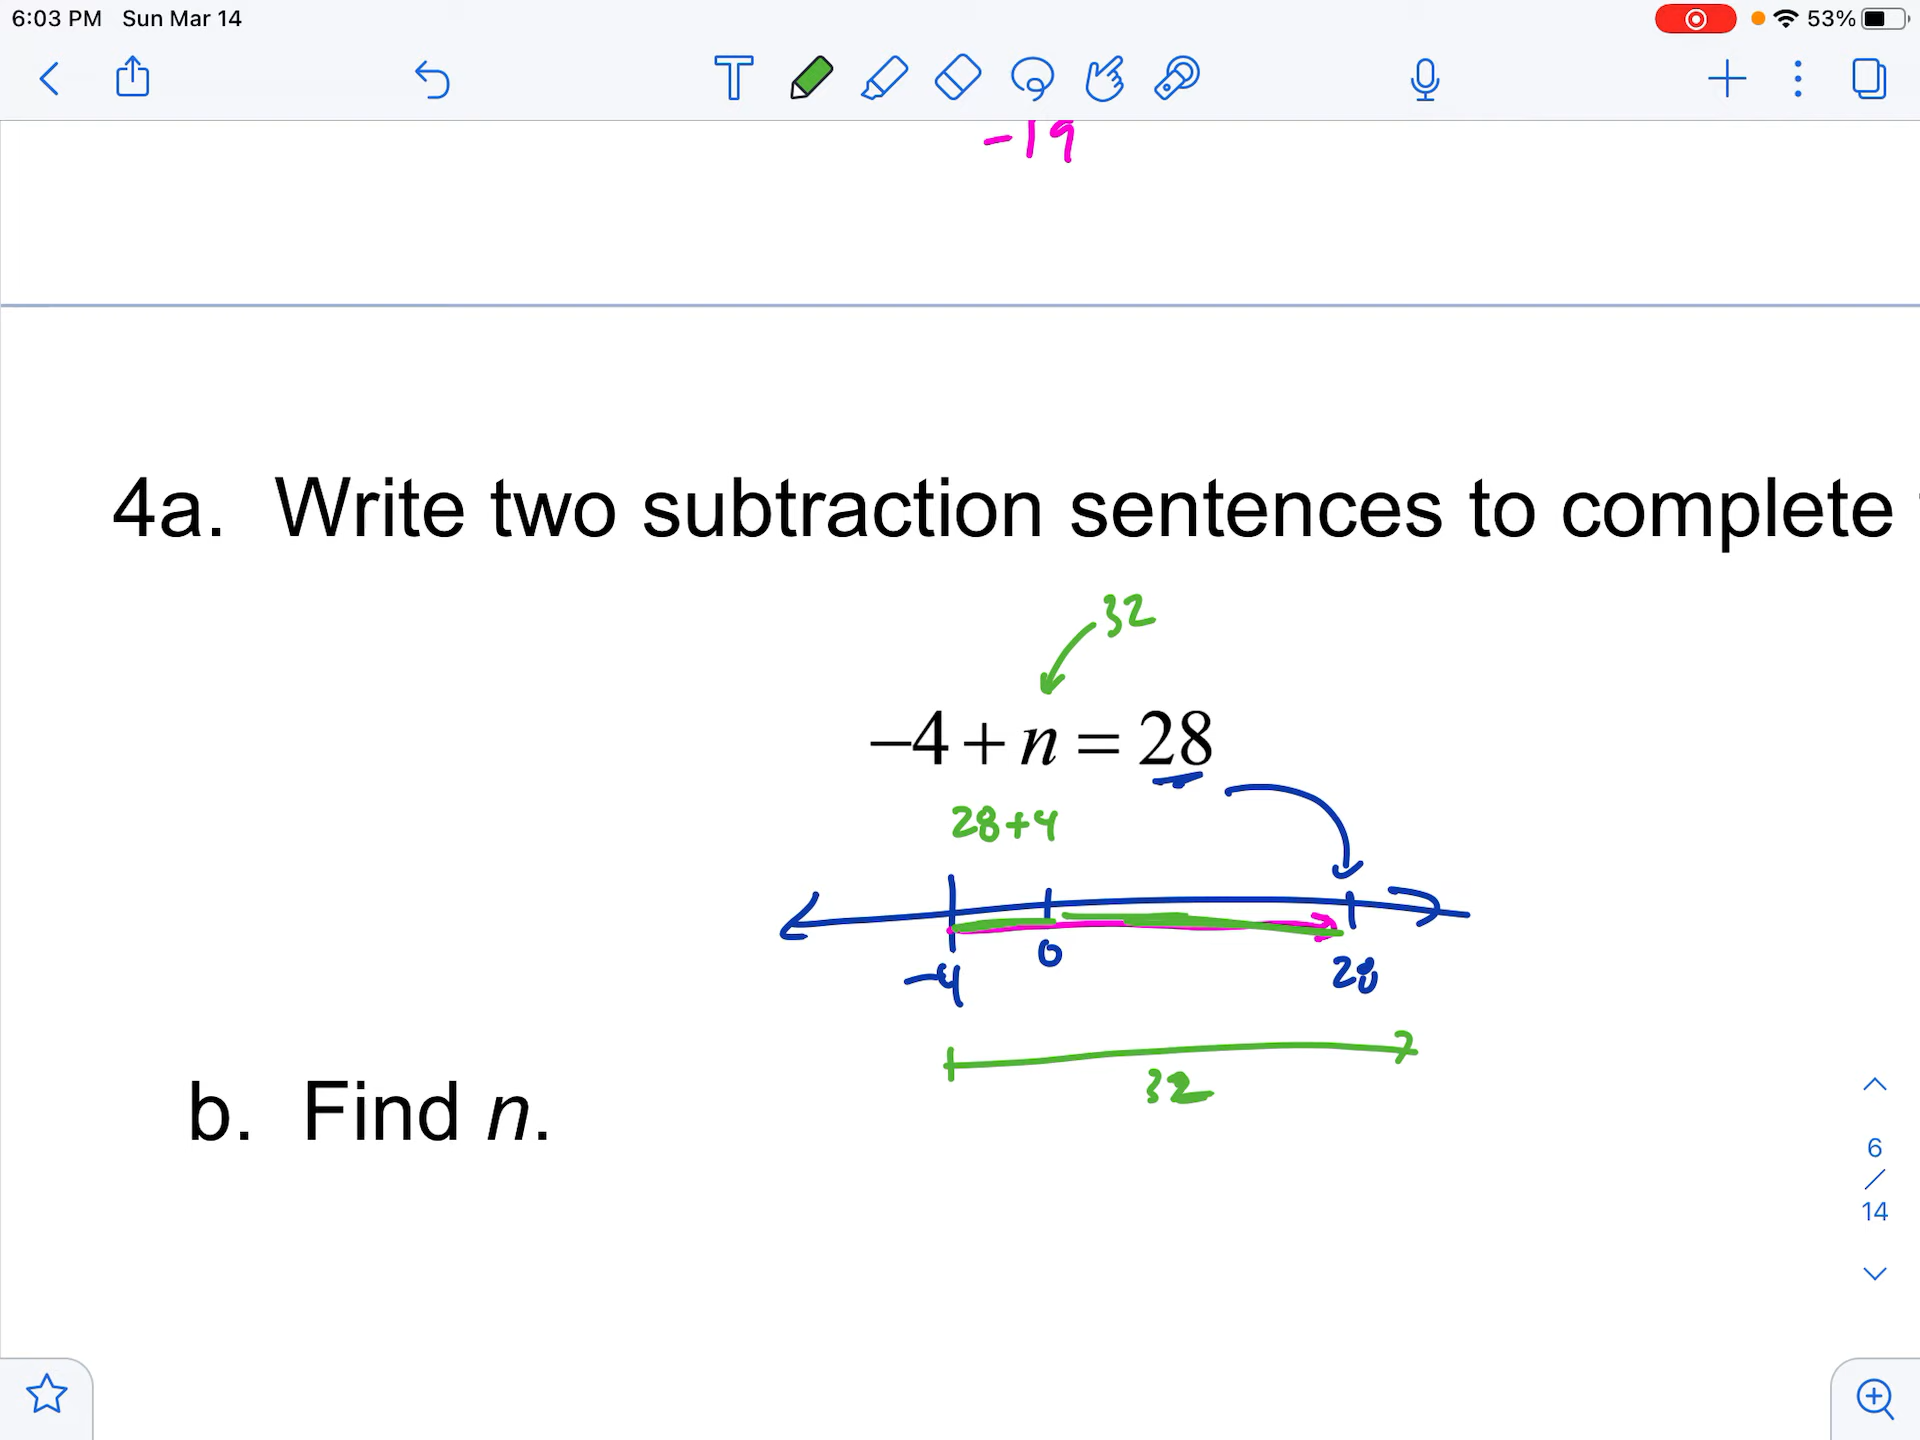 6:03 PM Sun Mar 14
53%
T
-19
4a. Write two subtraction sentences to complete
32
−4 + n = 28
28+4
-4 0 28
32
b. Find n.
6
/
14